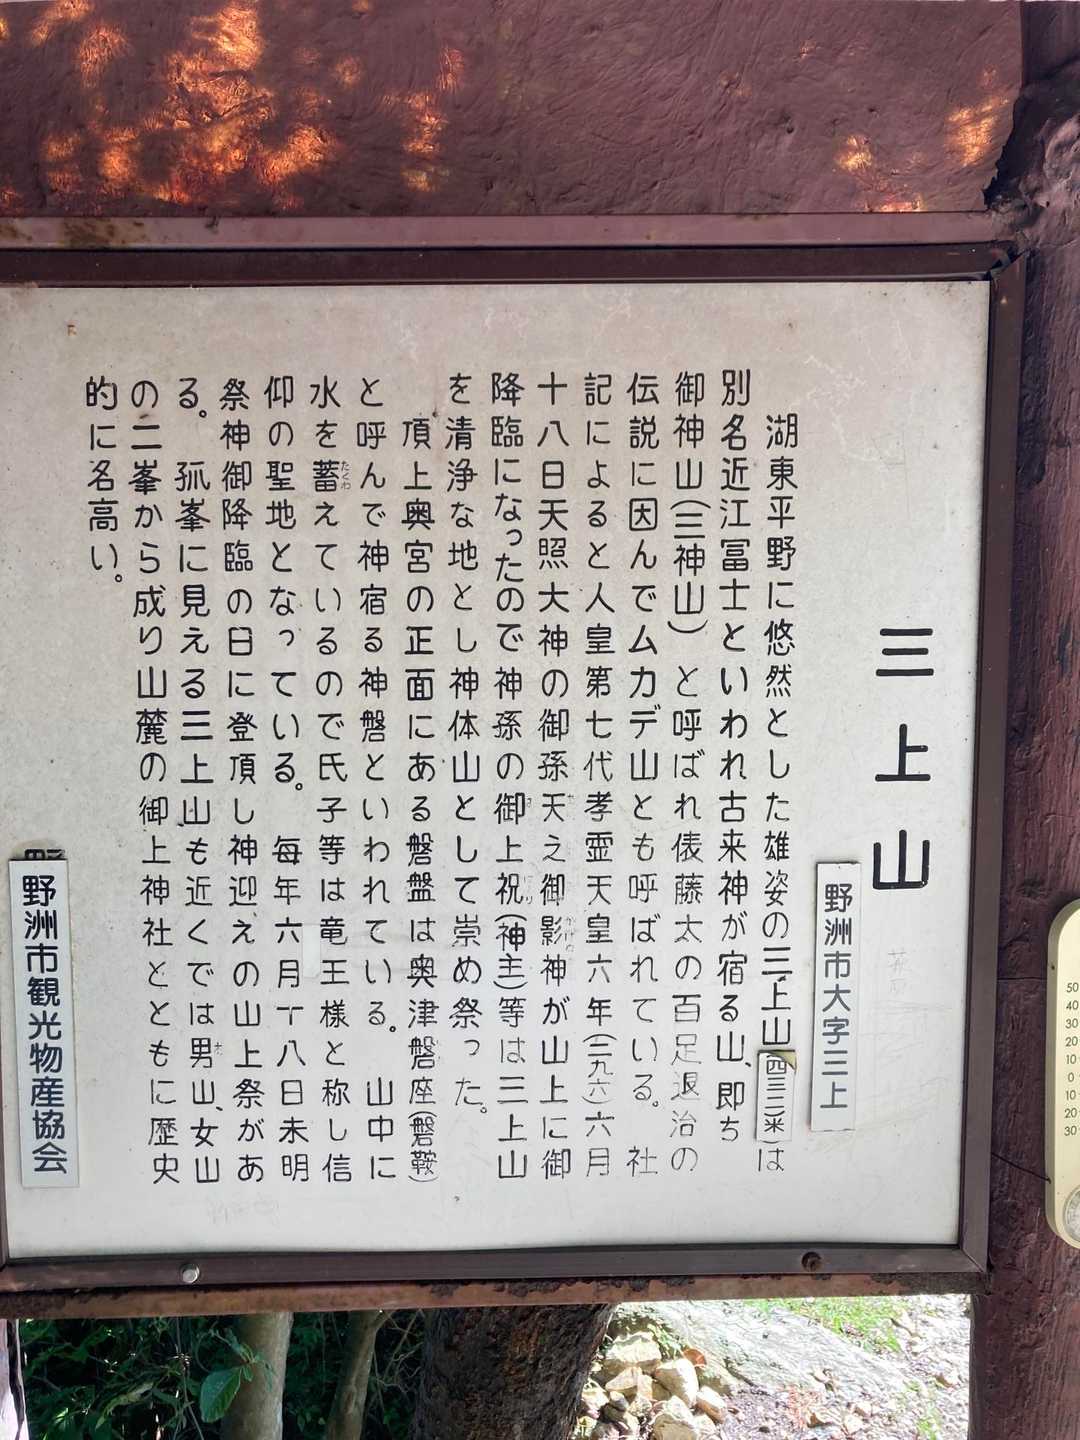 三上山
野洲市大字三上
湖東平野に悠然とした雄姿の三上山(四三二米)は
別名近江冨士といわれ古来神が宿る山、即ち
御神山(三神山)と呼ばれ俵藤太の百足退治の
伝説に因んでムカデ山とも呼ばれている。社
記によると人皇第七代孝霊天皇六年(二九六)六月
十八日天照大神の御孫天之御影神が山上に御
降臨になったので神孫の御上祝(神主)等は三上山
を清浄な地とし神体山として崇め祭った。
頂上奥宮の正面にある磐盤は奥津磐座(磐鞍)
と呼んで神宿る神磐といわれている。山中に
水を蓄えているので氏子等は竜王様と称し信
たくわ
仰の聖地となっている。毎年六月十八日未明
祭神御降臨の日に登頂し神迎えの山上祭があ
る。孤峯に見える三上山も近くでは男山、女山
の二峯から成り山麓の御上神社とともに歴史
的に名高い。
野洲市観光物産協会
50
40
30
20
10
0
10
20
30